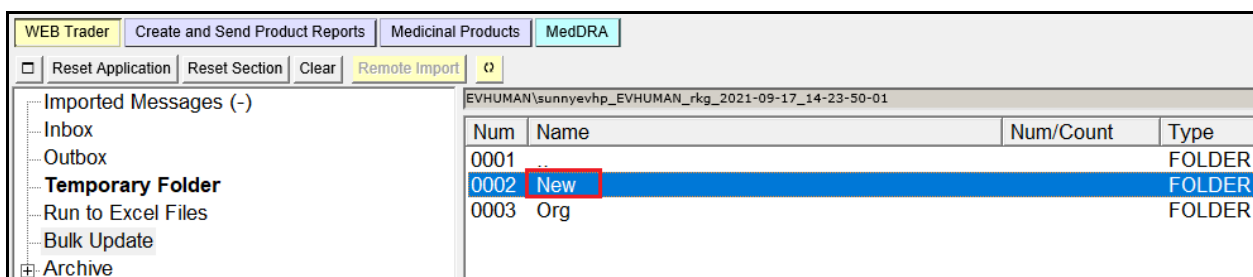 WEB Trader Create and Send Product Reports Medicinal Products MedDRA
Reset Application Reset Section Clear Remote Import
Imported Messages (-)
Inbox
Outbox
Temporary Folder
Run to Excel Files
Bulk Update
Archive
EVHUMAN\sunnyevhp_EVHUMAN_rkg_2021-09-17_14-23-50-01
Num Name Num/Count Type
0001 .. FOLDER
0002 New FOLDER
0003 Org FOLDER